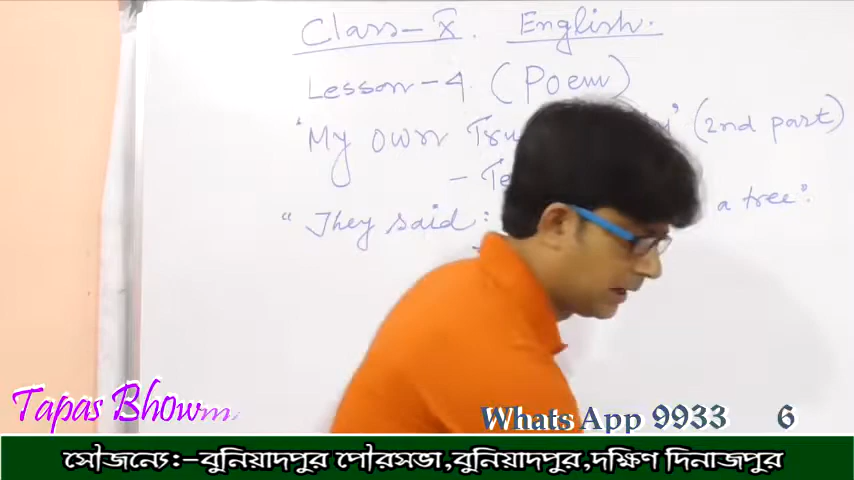 Class - X. English.
Lesson - 4. (Poem)
'My own (2nd part)
-
" They said: a tree:
Tapas Bhowm
Whats App 9933 6
সৌজন্যে:-বুনিয়াদপুর পৌরসভা,বুনিয়াদপুর,দক্ষিণ দিনাজপুর